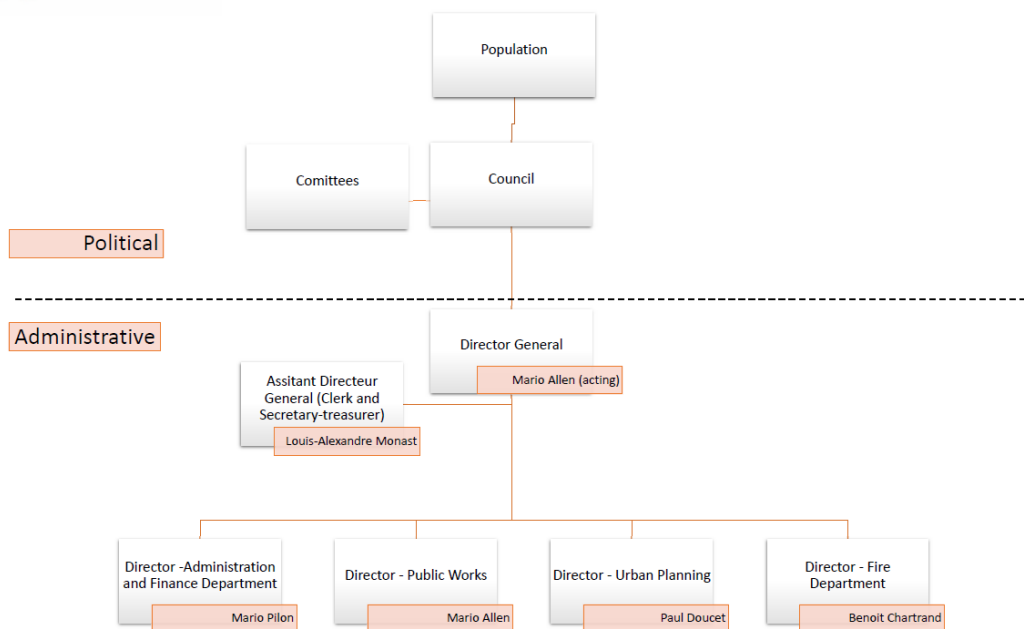 Population
Comittees
Council
Political
Administrative
Director General
Mario Allen (acting)
Assitant Directeur
General (Clerk and
Secretary-treasurer)
Louis-Alexandre Monast
Director -Administration
and Finance Department
Mario Pilon
Director - Public Works
Mario Allen
Director - Urban Planning
Paul Doucet
Director - Fire
Department
Benoit Chartrand